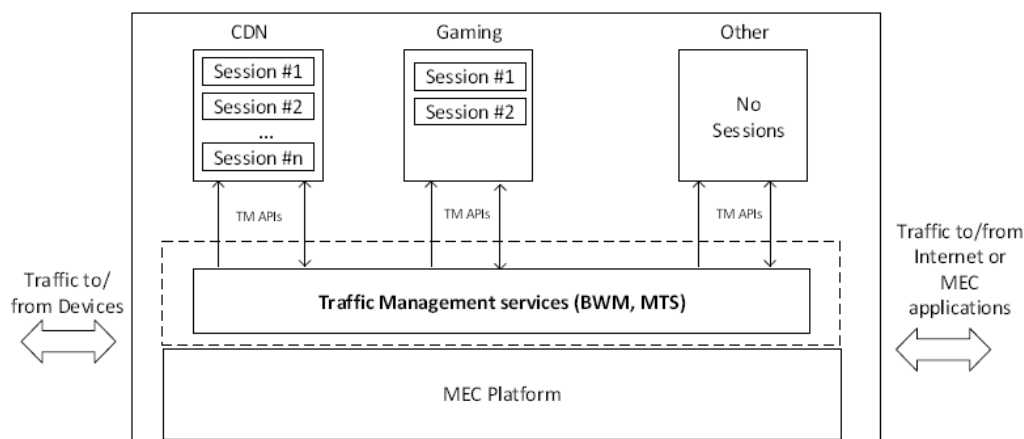 CDN
Gaming
Other
Session #1
Session #2
...
Session #n
Session #1
Session #2
No
Sessions
TM APIs
TM APIs
TM APIs
Traffic to/
from Devices
Traffic Management services (BWM, MTS)
Traffic to/from
Internet or
MEC
applications
MEC Platform